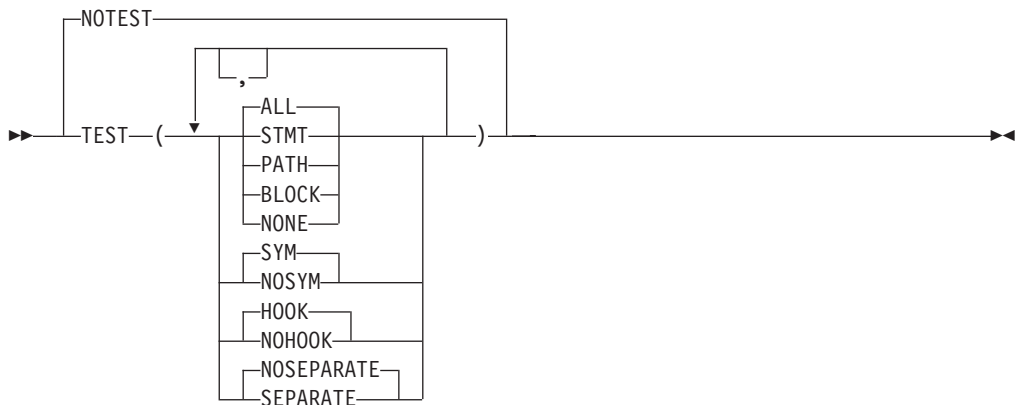 NOTEST
,
ALL
TEST ( STMT )
PATH
BLOCK
NONE
SYM
NOSYM
HOOK
NOHOOK
NOSEPARATE
SEPARATE